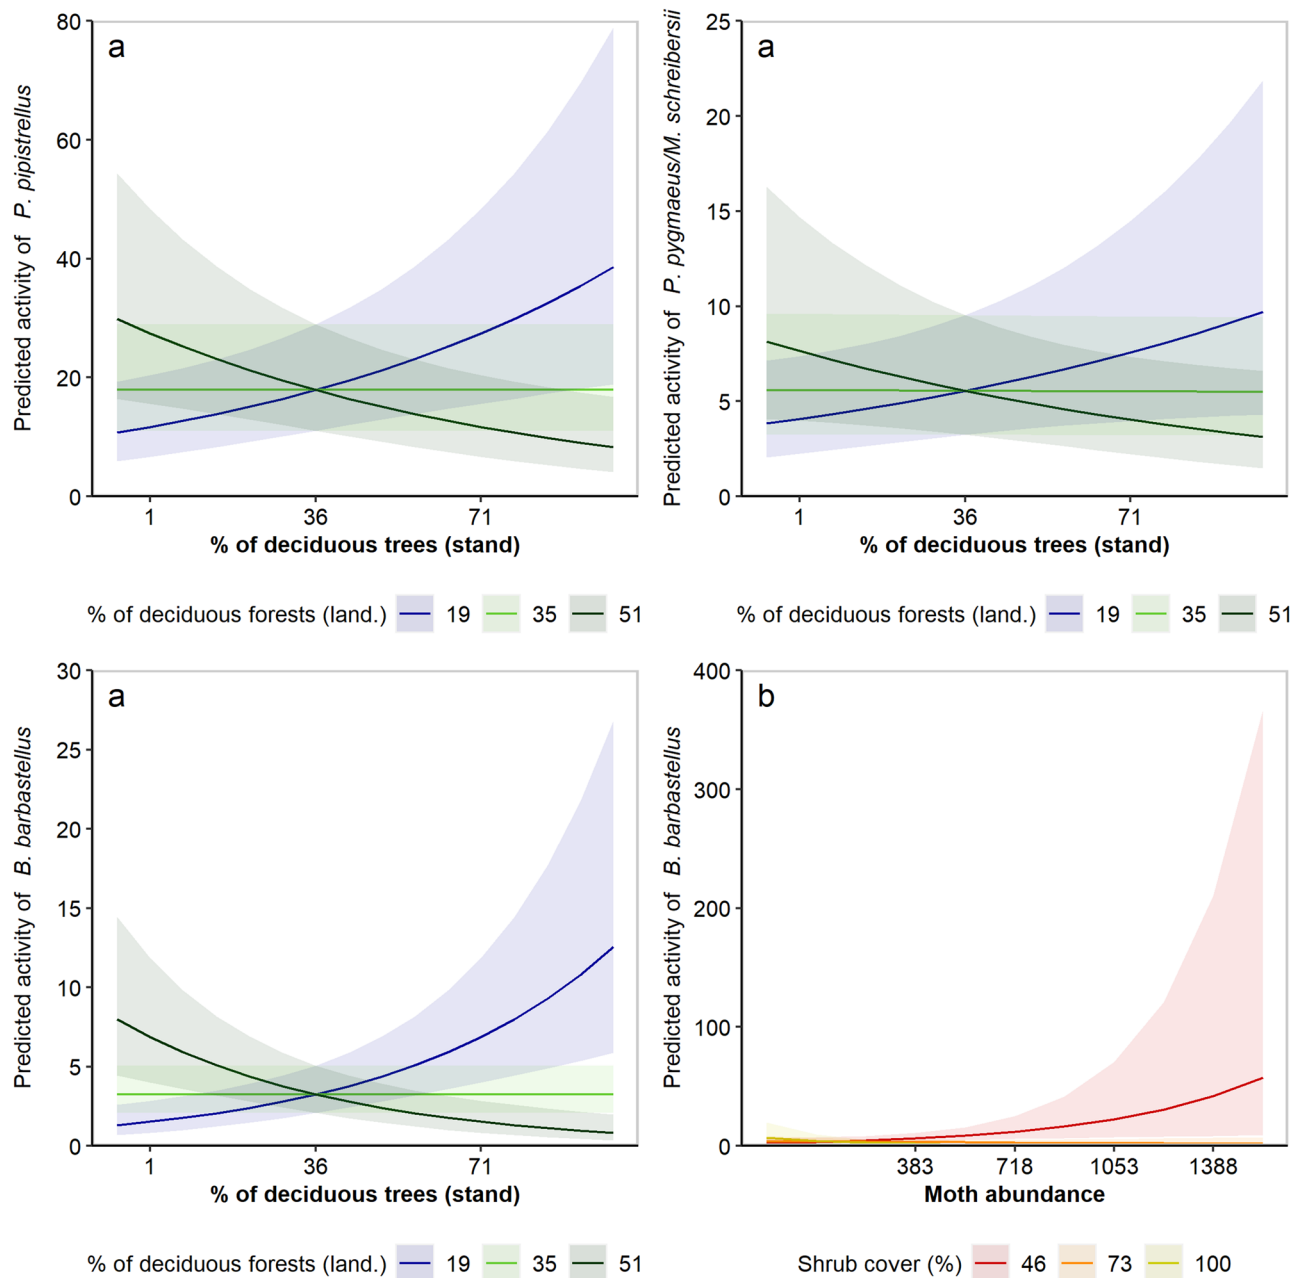 a
Predicted activity of P. pipistrellus
80
60
40
20
0
1 36 71
% of deciduous trees (stand)
% of deciduous forests (land.) 19 35 51
a
Predicted activity of P. pygmaeus/M. schreibersii
25
20
15
10
5
0
1 36 71
% of deciduous trees (stand)
% of deciduous forests (land.) 19 35 51
a
Predicted activity of B. barbastellus
30
25
20
15
10
5
0
1 36 71
% of deciduous trees (stand)
% of deciduous forests (land.) 19 35 51
b
Predicted activity of B. barbastellus
400
300
200
100
0
383 718 1053 1388
Moth abundance
Shrub cover (%) 46 73 100